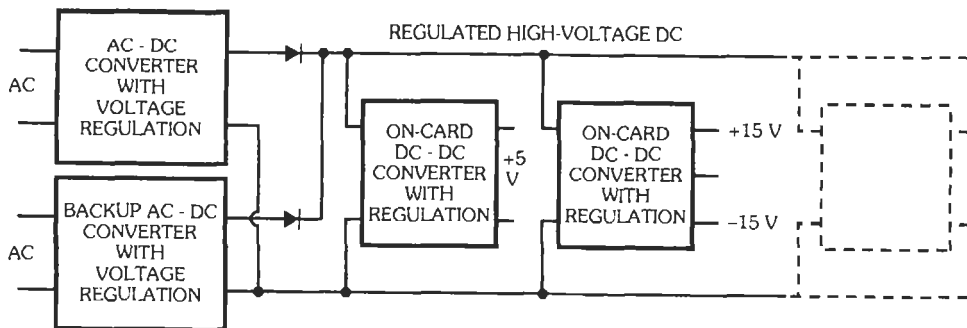 AC
AC - DC
CONVERTER
WITH
VOLTAGE
REGULATION
REGULATED HIGH-VOLTAGE DC
ON-CARD
DC - DC
CONVERTER
WITH
REGULATION
+5
V
ON-CARD
DC - DC
CONVERTER
WITH
REGULATION
+15 V
–15 V
AC
BACKUP AC - DC
CONVERTER
WITH
VOLTAGE
REGULATION